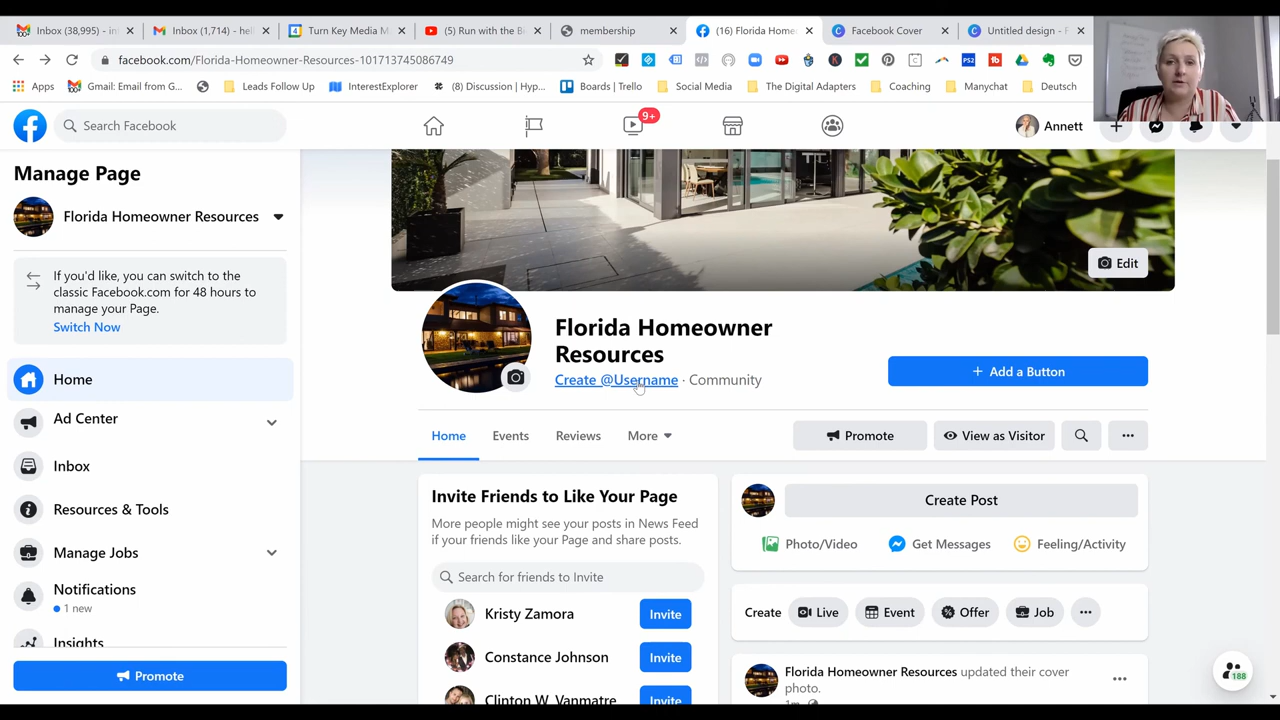 Inbox (38,995) - in
Inbox (1,714) - hel
Turn Key Media M
(5) Run with the Bi
membership
(16) Florida Home
Facebook Cover
Untitled design - F
facebook.com/Florida-Homeowner-Resources-101713745086749
Apps
Gmail: Email from G...
Leads Follow Up
InterestExplorer
(8) Discussion | Hyp...
Boards | Trello
Social Media
The Digital Adapters
Coaching
Manychat
Deutsch
Search Facebook
9+
Annett
Manage Page
Florida Homeowner Resources
If you'd like, you can switch to the
classic Facebook.com for 48 hours to
manage your Page.
Switch Now
Home
Ad Center
Inbox
Resources & Tools
Manage Jobs
Notifications
1 new
Insights
Promote
Edit
Florida Homeowner
Resources
Create @Username · Community
+ Add a Button
Home
Events
Reviews
More
Promote
View as Visitor
Invite Friends to Like Your Page
More people might see your posts in News Feed
if your friends like your Page and share posts.
Search for friends to Invite
Kristy Zamora
Invite
Constance Johnson
Invite
Clinton W. Vanmatre
Invite
Create Post
Photo/Video
Get Messages
Feeling/Activity
Create
Live
Event
Offer
Job
Florida Homeowner Resources updated their cover
photo.
188